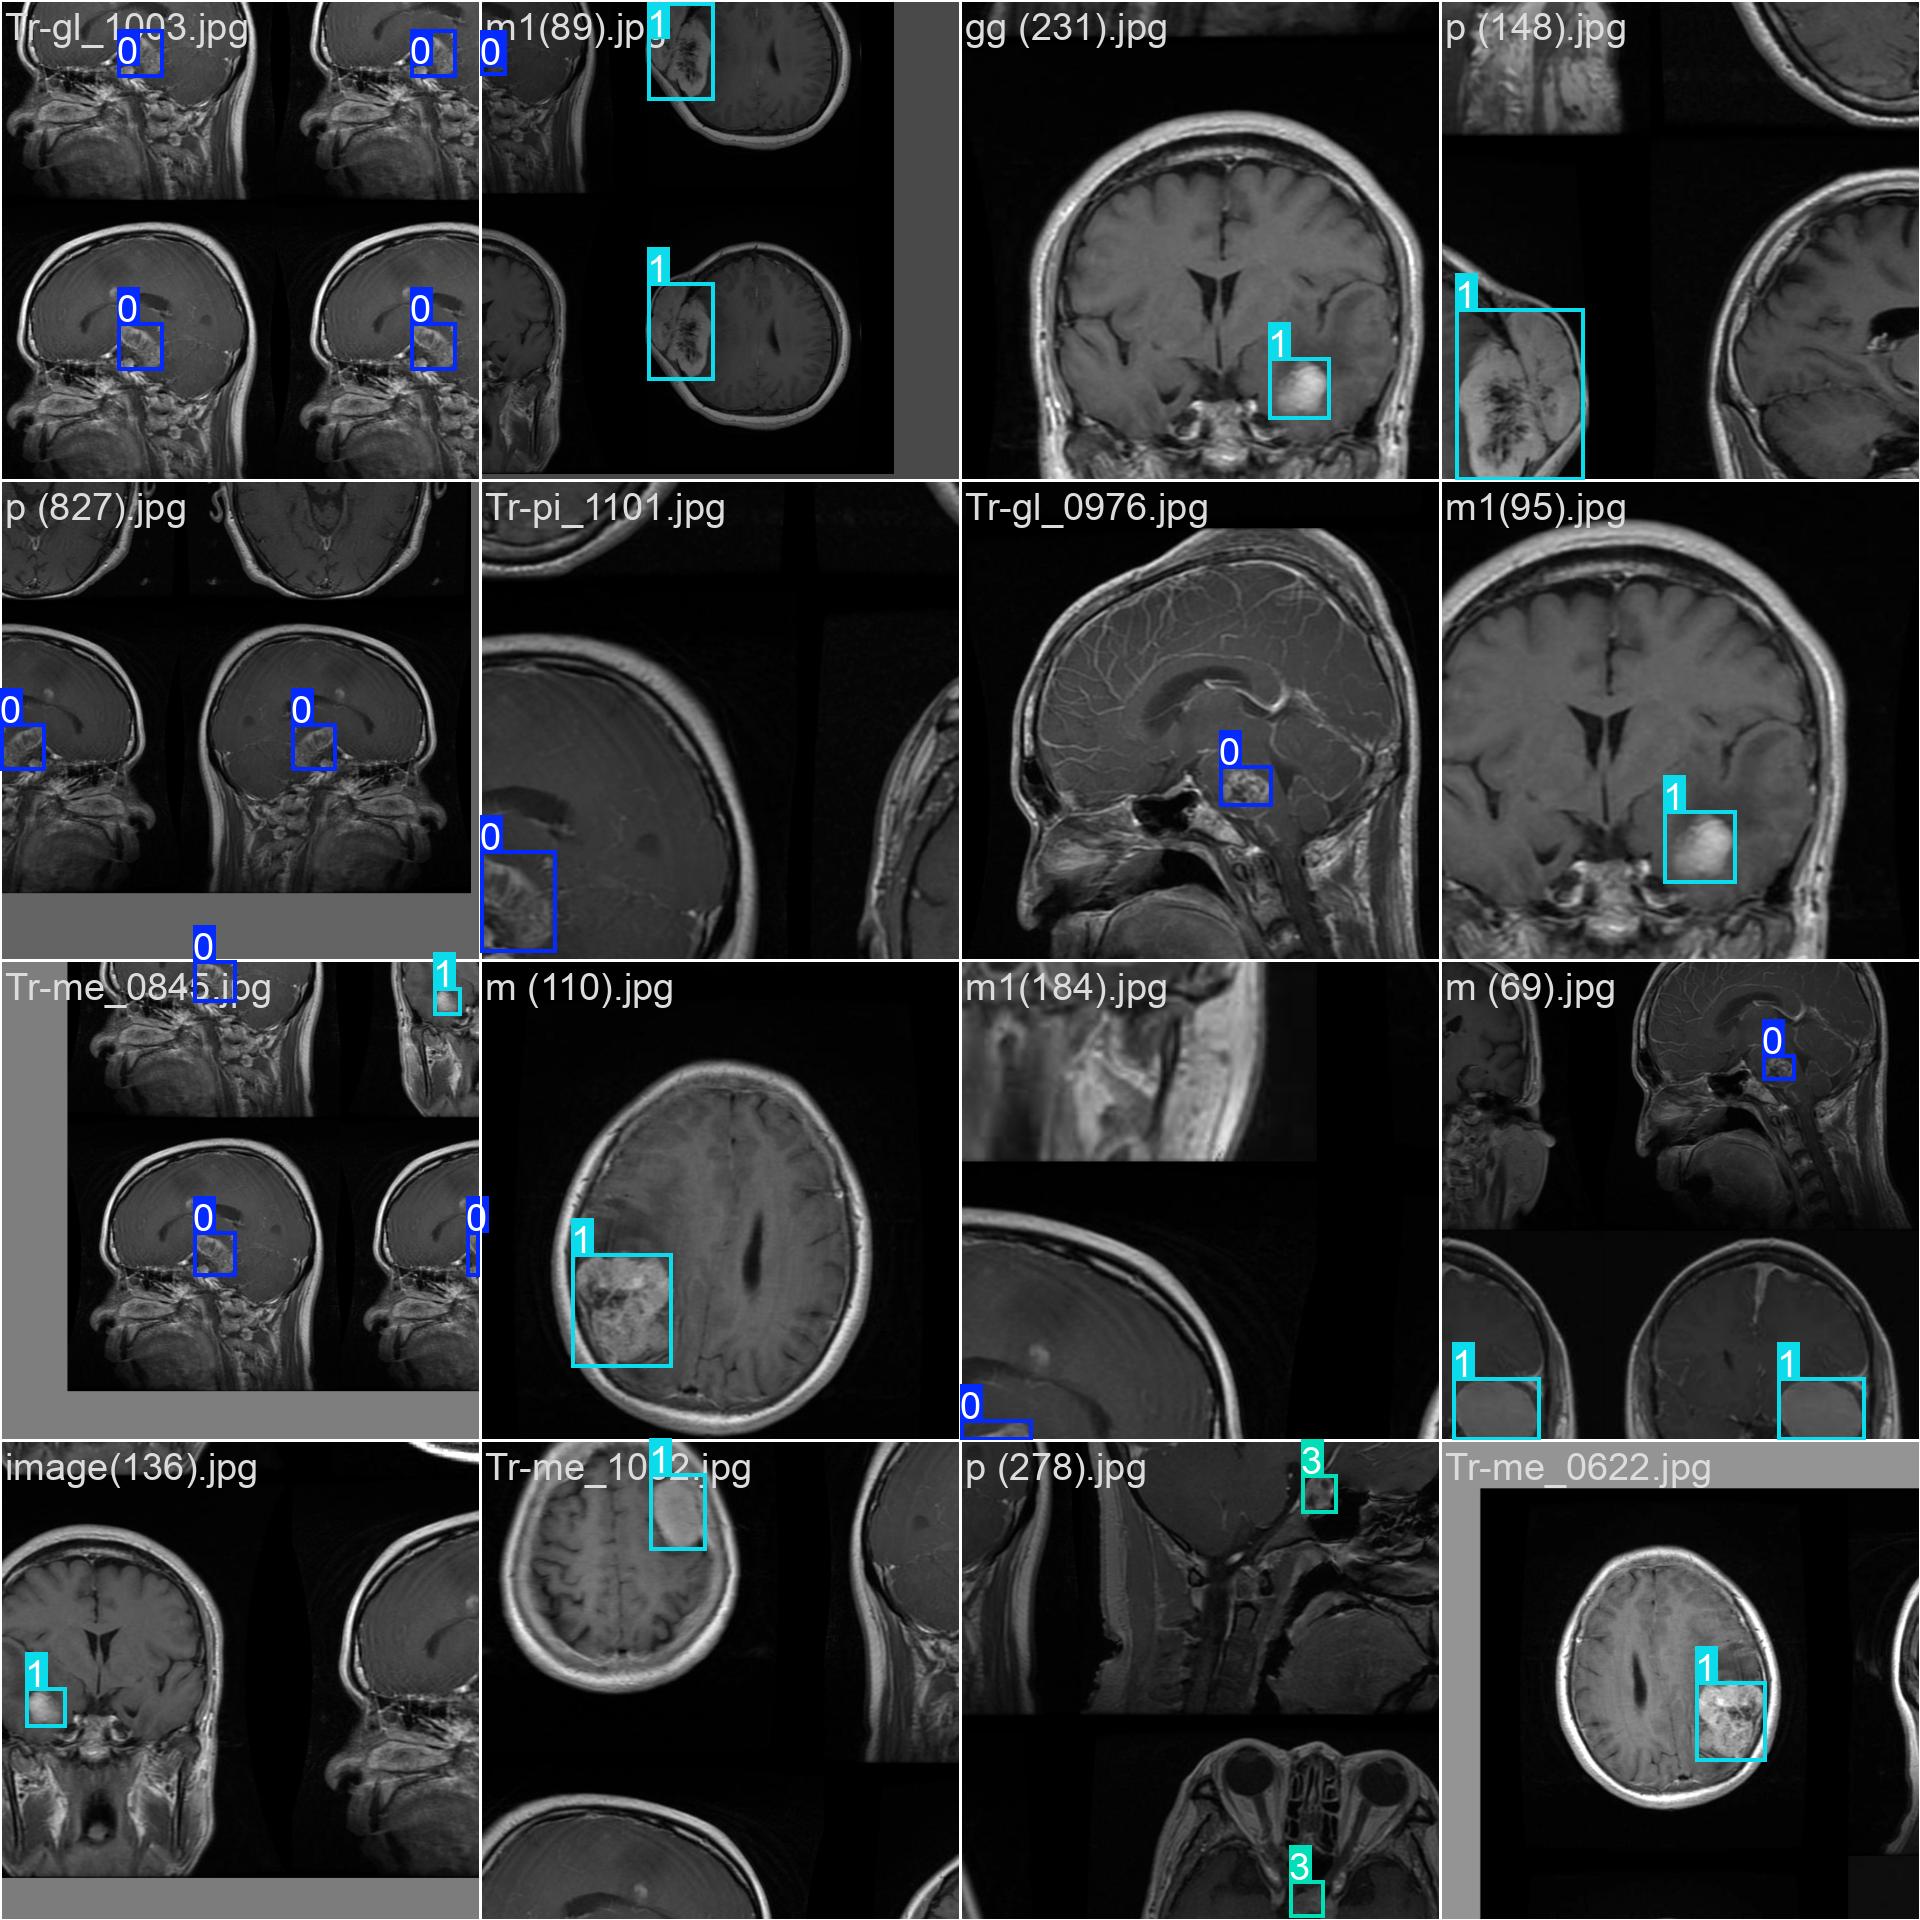 Tr-gl_1003.jpg
0
0
0
0
m1(89).jpg
0
1
1
gg (231).jpg
1
p (148).jpg
1
p (827).jpg
0
0
Tr-pi_1101.jpg
0
Tr-gl_0976.jpg
0
m1(95).jpg
1
Tr-me_0845.jpg
0
1
0
0
m (110).jpg
1
m1(184).jpg
0
m (69).jpg
0
1
1
image(136).jpg
1
Tr-me_1032.jpg
1
p (278).jpg
3
3
Tr-me_0622.jpg
1